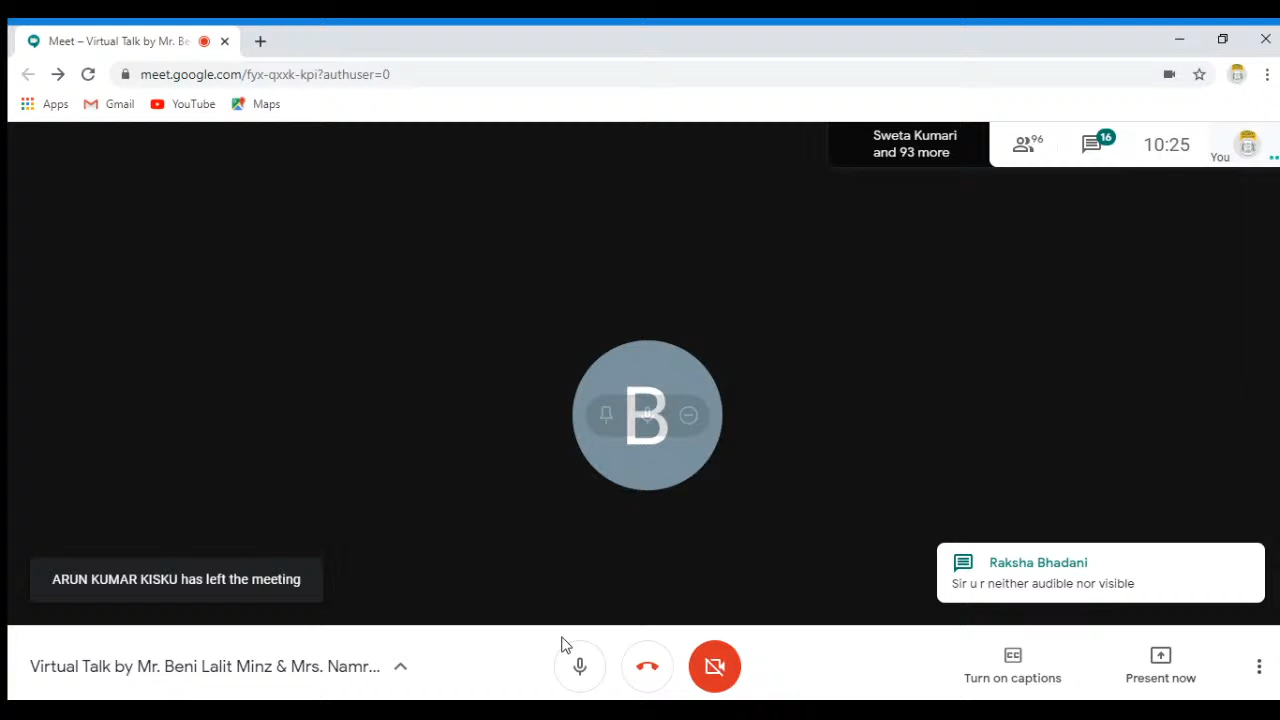 Meet – Virtual Talk by Mr. Be
meet.google.com/fyx-qxxk-kpi?authuser=0
Apps
Gmail
YouTube
Maps
Sweta Kumari
and 93 more
96
16
10:25
You
B
ARUN KUMAR KISKU has left the meeting
Raksha Bhadani
Sir u r neither audible nor visible
Virtual Talk by Mr. Beni Lalit Minz & Mrs. Namr...
CC
Turn on captions
Present now